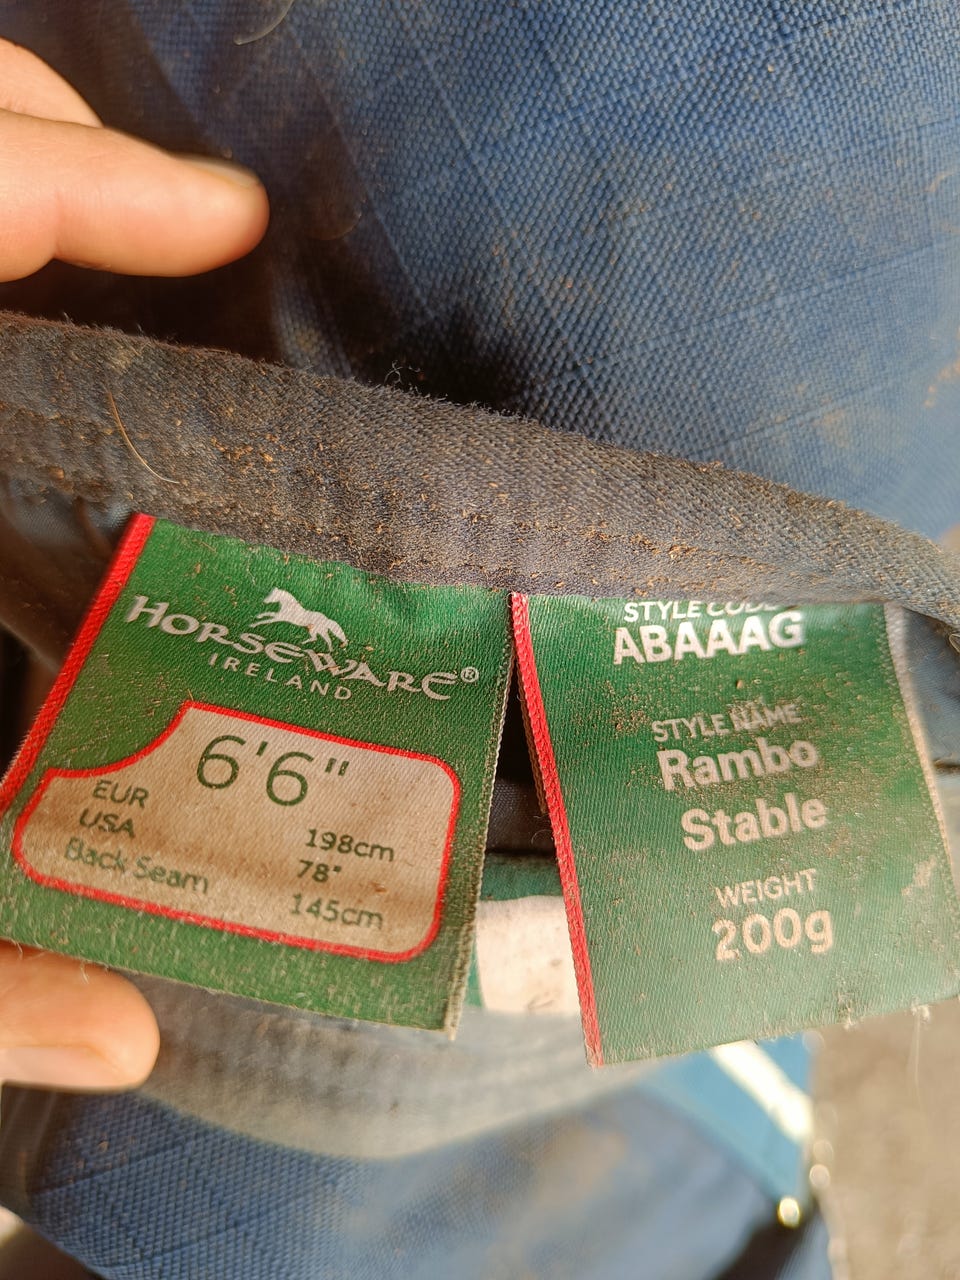 HORSEWARE®
IRELAND
6'6"
EUR 198cm
USA 78"
Back Seam 145cm
STYLE CODE
ABAAAG
STYLE NAME
Rambo
Stable
WEIGHT
200g